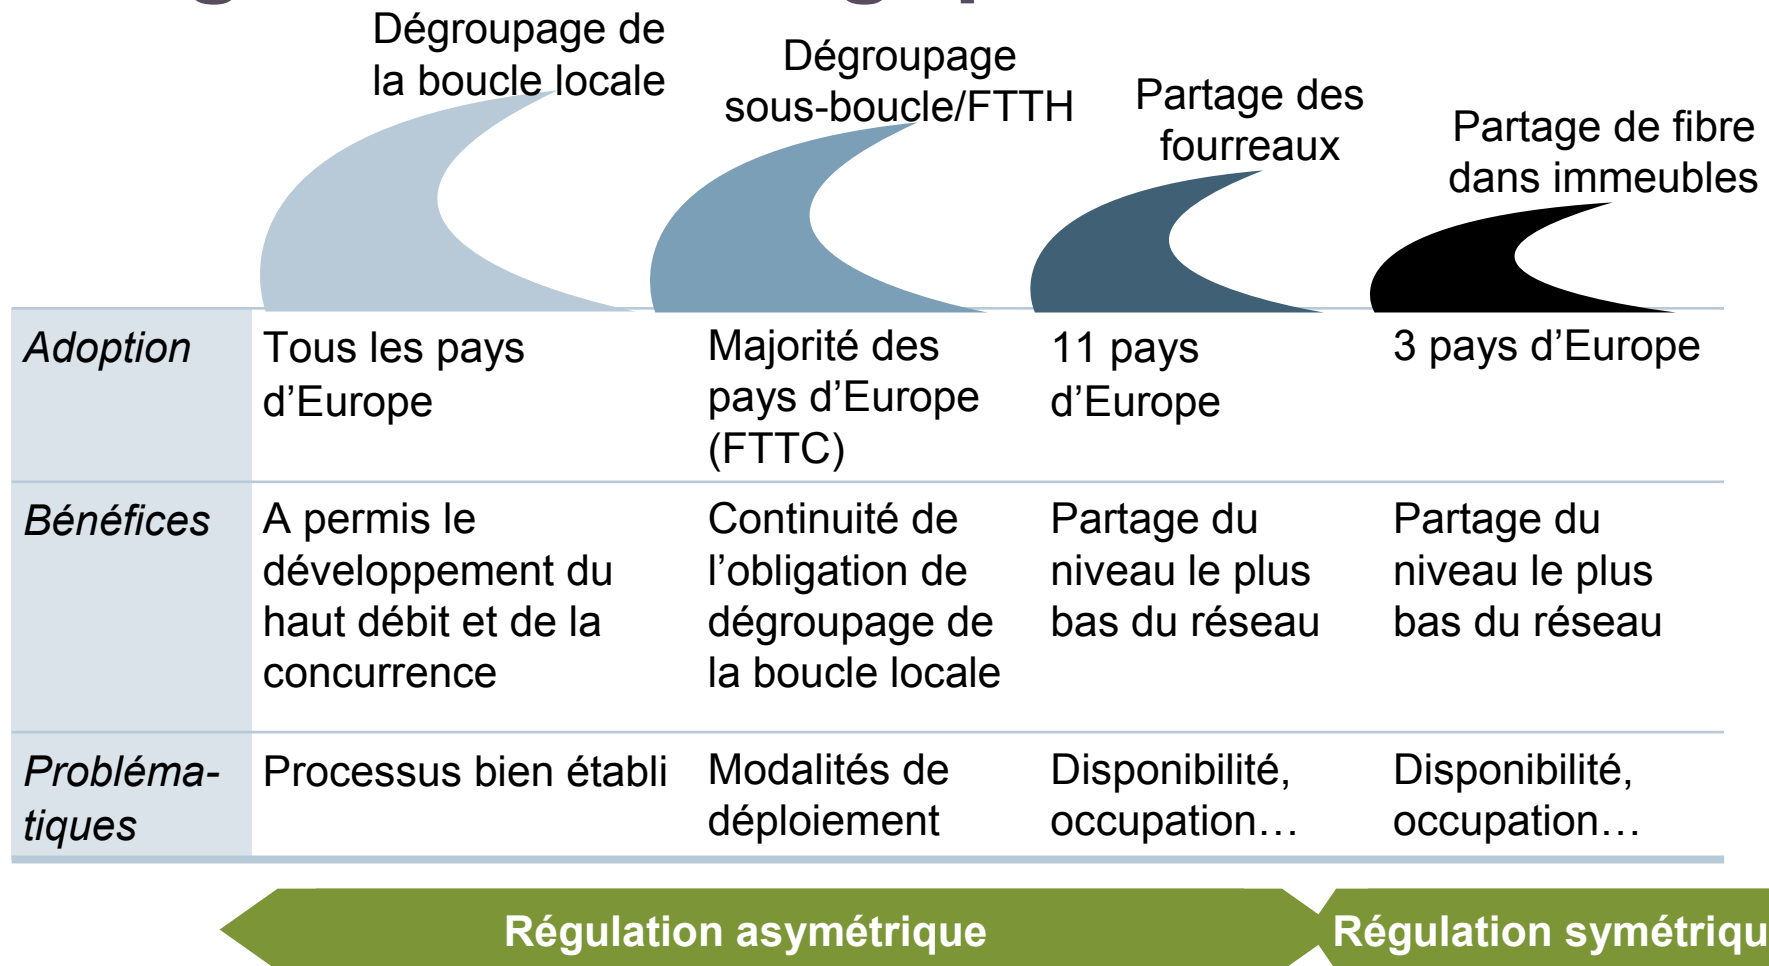 Dégroupage de
la boucle locale
Dégroupage
sous-boucle/FTTH
Partage des
fourreaux
Partage de fibre
dans immeubles
Adoption
Tous les pays
d’Europe
Majorité des
pays d’Europe
(FTTC)
11 pays
d’Europe
3 pays d’Europe
Bénéfices
A permis le
développement du
haut débit et de la
concurrence
Continuité de
l’obligation de
dégroupage de
la boucle locale
Partage du
niveau le plus
bas du réseau
Partage du
niveau le plus
bas du réseau
Probléma-
tiques
Processus bien établi
Modalités de
déploiement
Disponibilité,
occupation…
Disponibilité,
occupation…
Régulation asymétrique
Régulation symétriqu